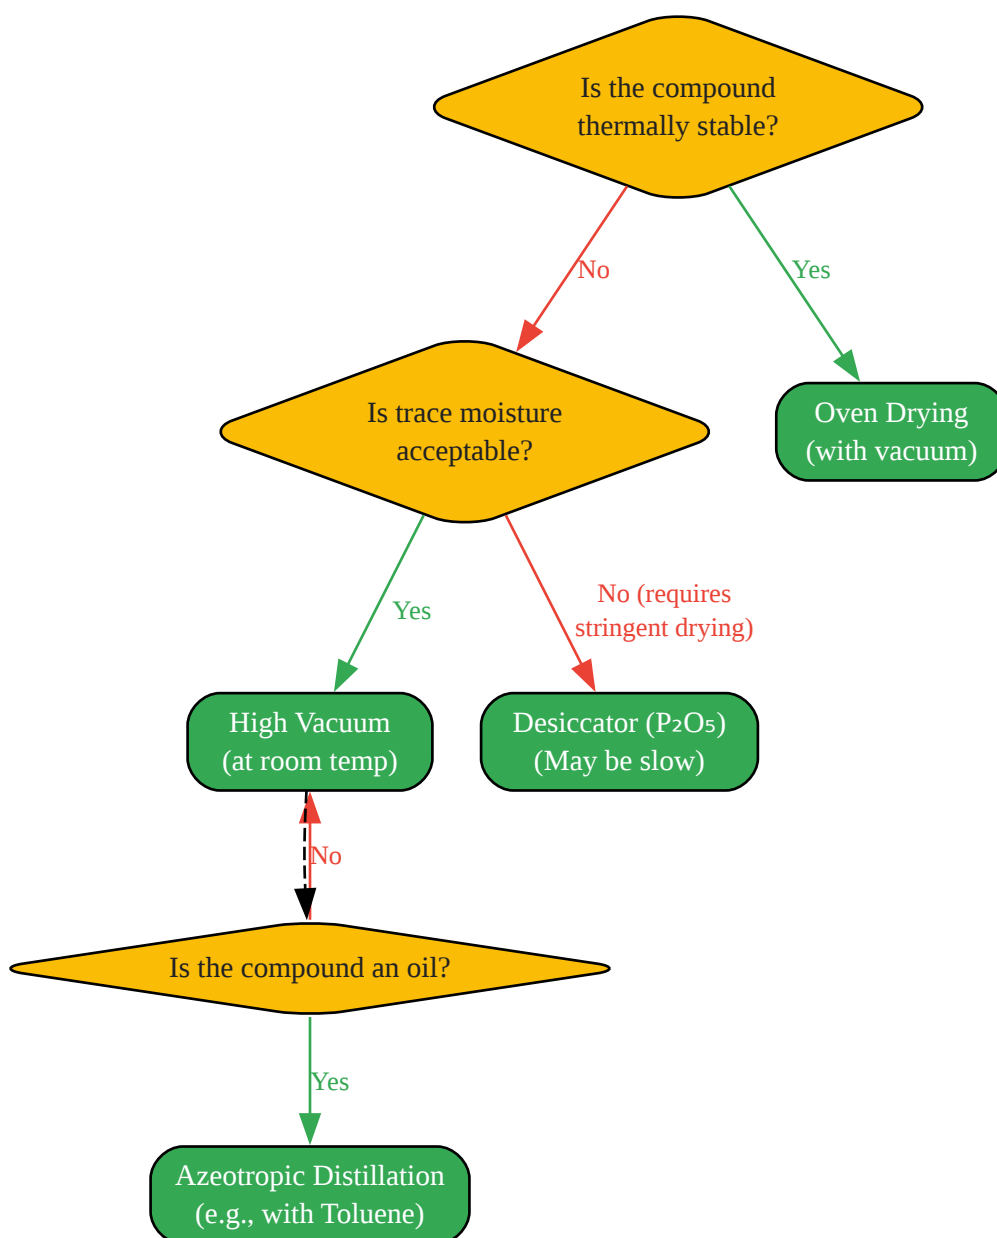 Is the compound
thermally stable?
No
Yes
Is trace moisture
acceptable?
Oven Drying
(with vacuum)
Yes
No (requires
stringent drying)
High Vacuum
(at room temp)
Desiccator (P₂O₅)
(May be slow)
No
Is the compound an oil?
Yes
Azeotropic Distillation
(e.g., with Toluene)